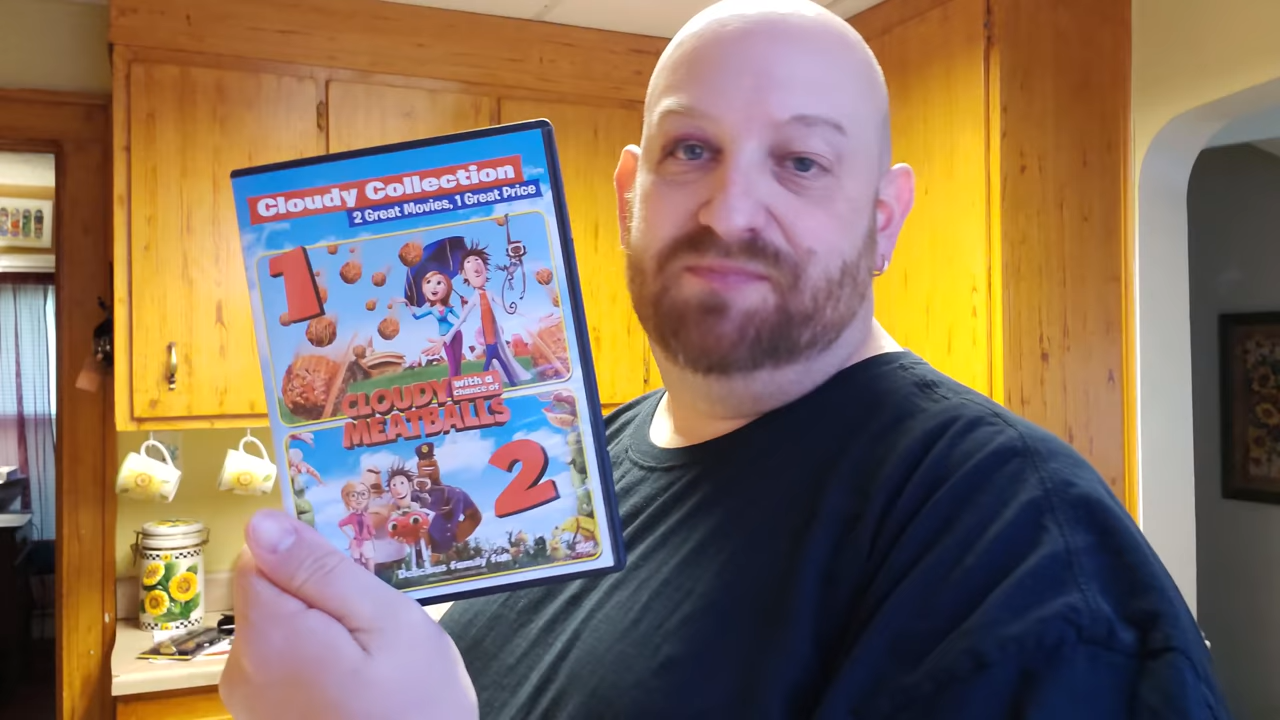 Cloudy Collection
2 Great Movies, 1 Great Price
1
CLOUDY with a
chance of
MEATBALLS
2
Delicious family fun